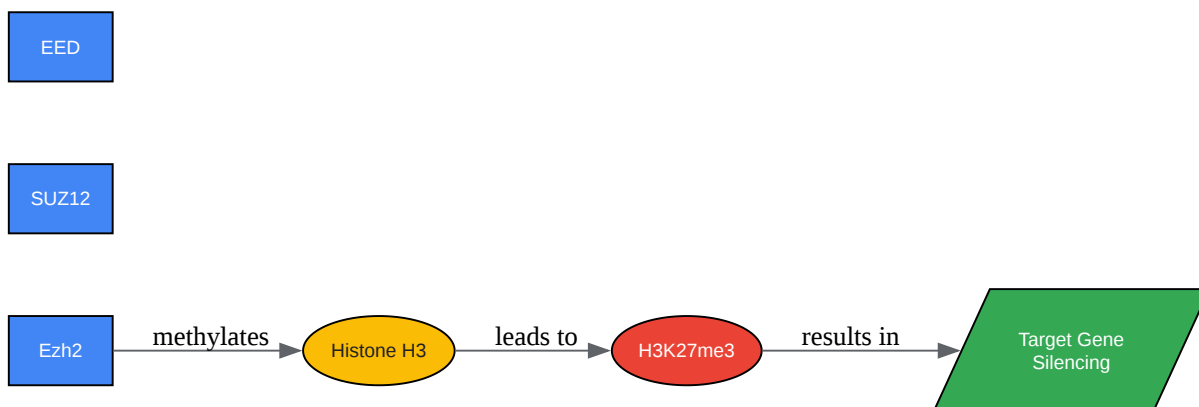 EED
SUZ12
Ezh2
methylates
Histone H3
leads to
H3K27me3
results in
Target Gene
Silencing